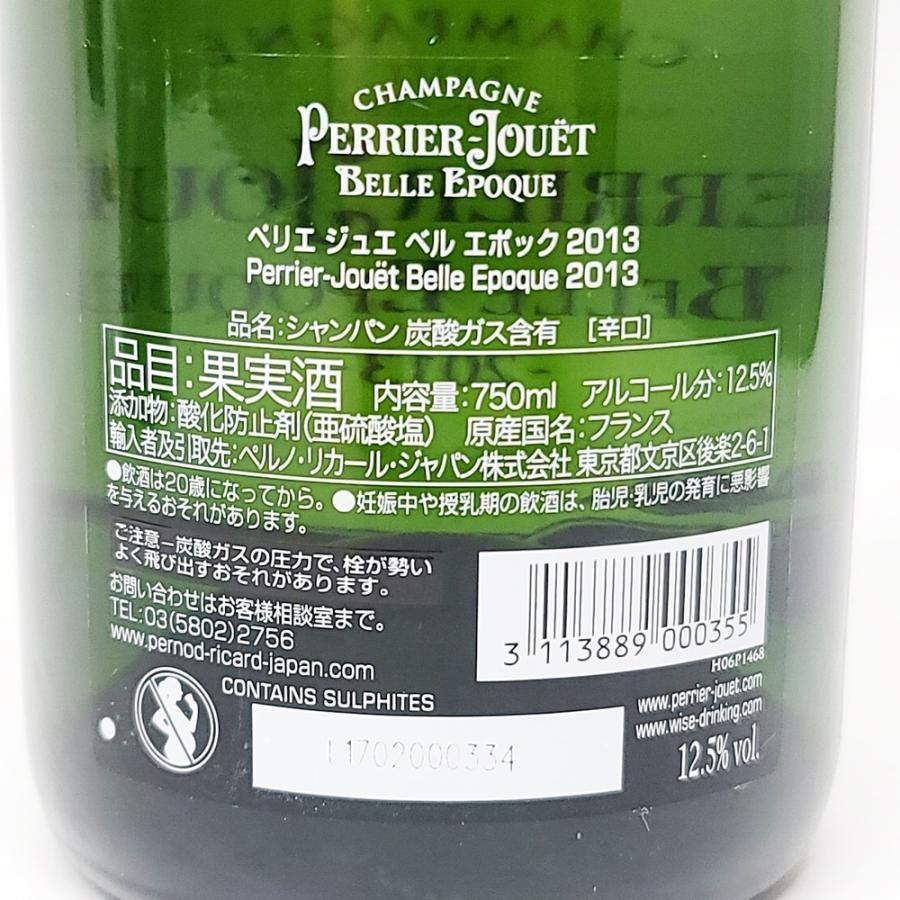 CHAMPAGNE
PERRIER-JOUËT
BELLE EPOQUE
ペリエ ジュエ ベル エポック 2013
Perrier-Jouët Belle Epoque 2013
品名:シャンパン 炭酸ガス含有 [辛口]
品目:果実酒 内容量:750ml アルコール分:12.5%
添加物:酸化防止剤(亜硫酸塩) 原産国名:フランス
輸入者及引取先:ペルノ・リカール・ジャパン株式会社 東京都文京区後楽2-6-1
●飲酒は20歳になってから。●妊娠中や授乳期の飲酒は、胎児・乳児の発育に悪影響
を与えるおそれがあります。
ご注意−炭酸ガスの圧力で、栓が勢い
よく飛び出すおそれがあります。
お問い合わせはお客様相談室まで。
TEL:03(5802)2756
www.pernod-ricard-japan.com
CONTAINS SULPHITES
3 113889 000355
H06P1468
www.perrier-jouet.com
www.wise-drinking.com
12.5% vol.
L1702000334
CHAMPAGNE
BELLE EPOQUE
2013